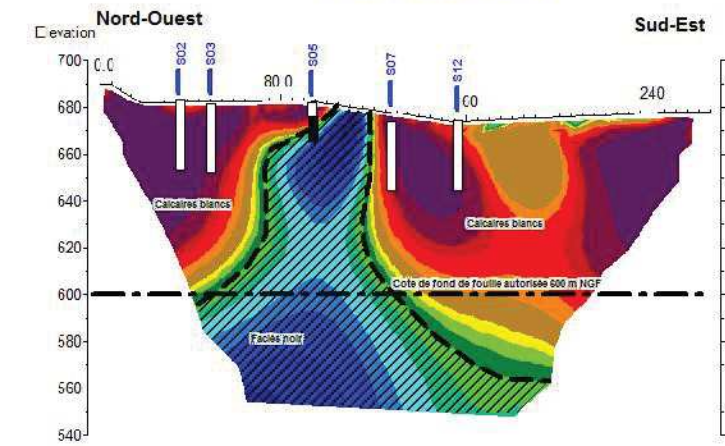 Nord-Ouest
Sud-Est
Elevation
S02
S03
S05
S07
S12
700
680
660
640
620
600
580
560
540
0.0
80.0
60
240
Calcaires blancs
Calcaires blancs
Cote de fond de fouille autorisée 600 m NGF
Faciès noir